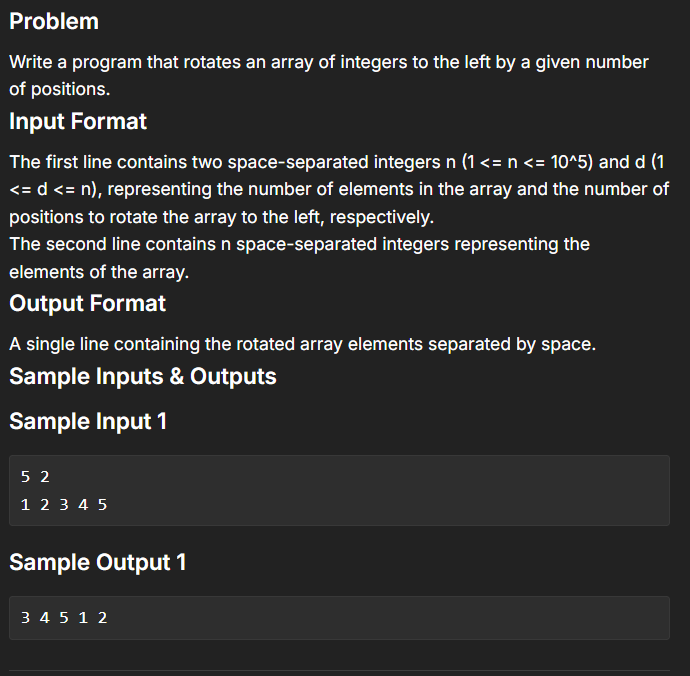 Problem
Write a program that rotates an array of integers to the left by a given number
of positions.
Input Format
The first line contains two space-separated integers n (1 <= n <= 10^5) and d (1
<= d <= n), representing the number of elements in the array and the number of
positions to rotate the array to the left, respectively.
The second line contains n space-separated integers representing the
elements of the array.
Output Format
A single line containing the rotated array elements separated by space.
Sample Inputs & Outputs
Sample Input 1
5 2
1 2 3 4 5
Sample Output 1
3 4 5 1 2